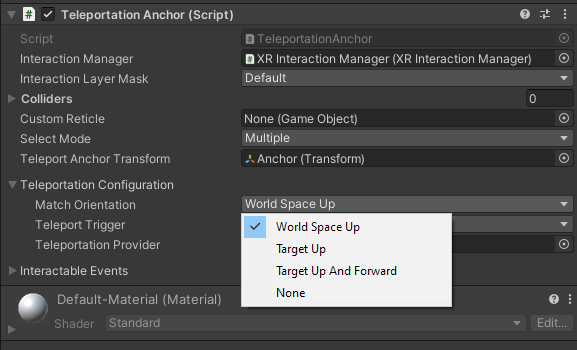 Teleportation Anchor (Script)
Script
TeleportationAnchor
Interaction Manager
XR Interaction Manager (XR Interaction Manager)
Interaction Layer Mask
Default
Colliders
0
Custom Reticle
None (Game Object)
Select Mode
Multiple
Teleport Anchor Transform
Anchor (Transform)
Teleportation Configuration
Match Orientation
World Space Up
Teleport Trigger
World Space Up
Target Up
Teleportation Provider
Target Up And Forward
Interactable Events
None
Default-Material (Material)
Shader
Standard
Edit...